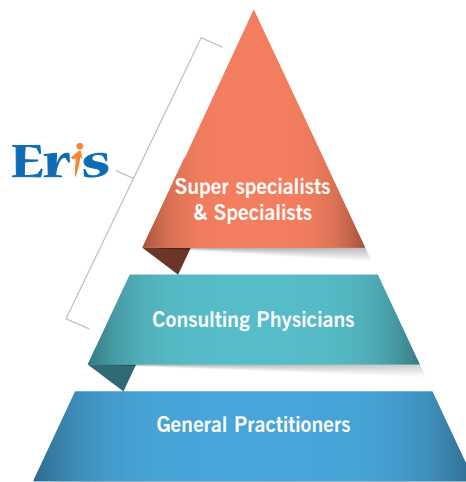 Eris
Super specialists
& Specialists
Consulting Physicians
General Practitioners